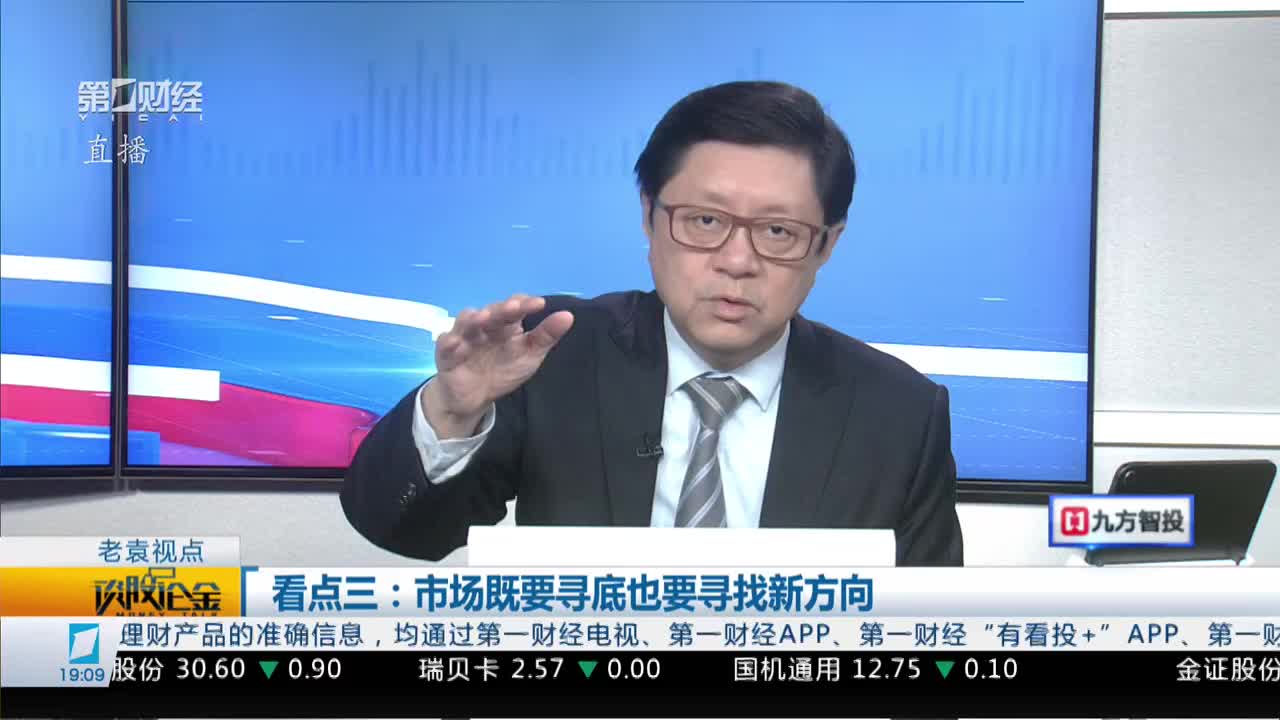 第一财经
YICAI
直播
九方智投
老袁视点
谈股论金
MONEY TALK
看点三：市场既要寻底也要寻找新方向
理财产品的准确信息，均通过第一财经电视、第一财经APP、第一财经“有看投+”APP、第一财
19:09
股份 30.60 ▼ 0.90 瑞贝卡 2.57 ▼ 0.00 国机通用 12.75 ▼ 0.10 金证股份